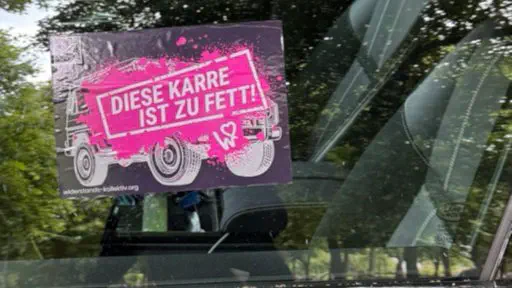 DIESE KARRE
IST ZU FETT!
widerstands-kollektiv.org